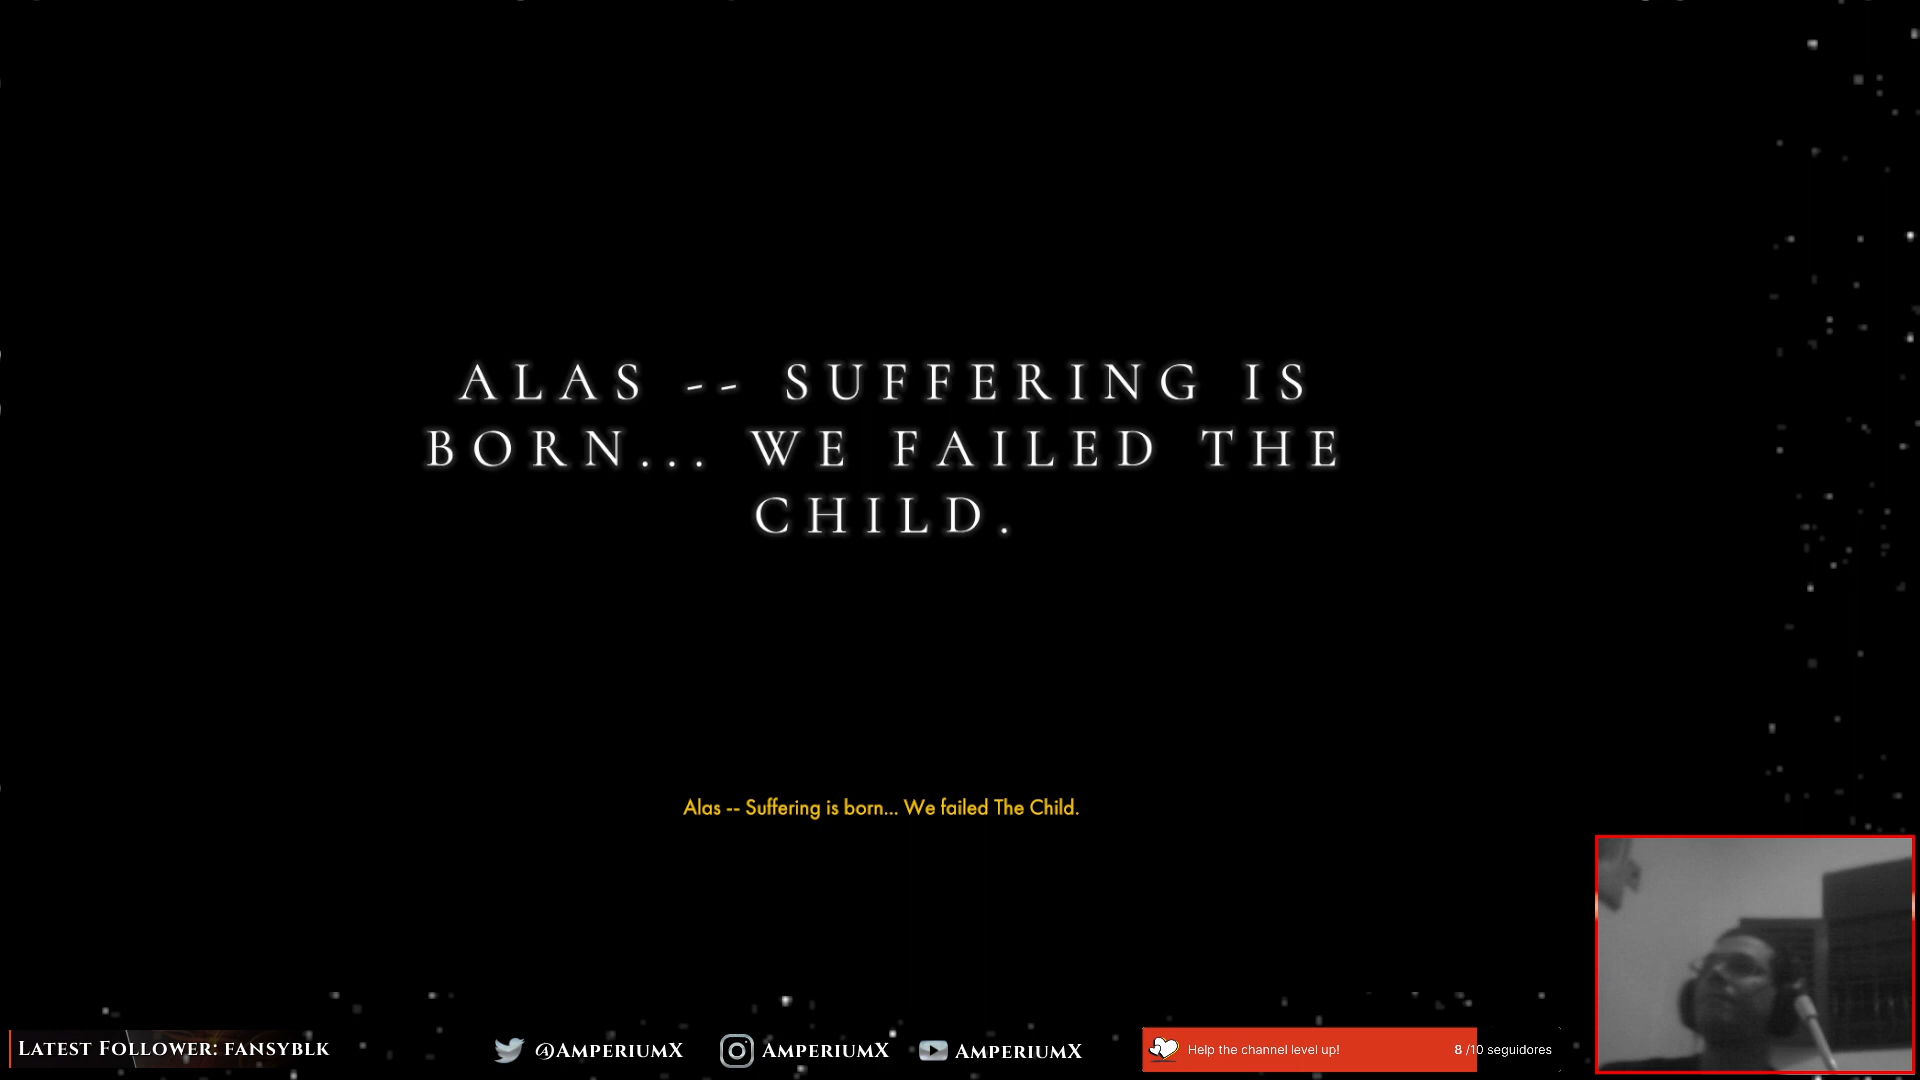 ALAS -- SUFFERING IS
BORN... WE FAILED THE
CHILD.
Alas -- Suffering is born... We failed The Child.
LATEST FOLLOWER: FANSYBLK
@AMPERIUMX
AMPERIUMX
AMPERIUMX
Help the channel level up!
8 /10 seguidores